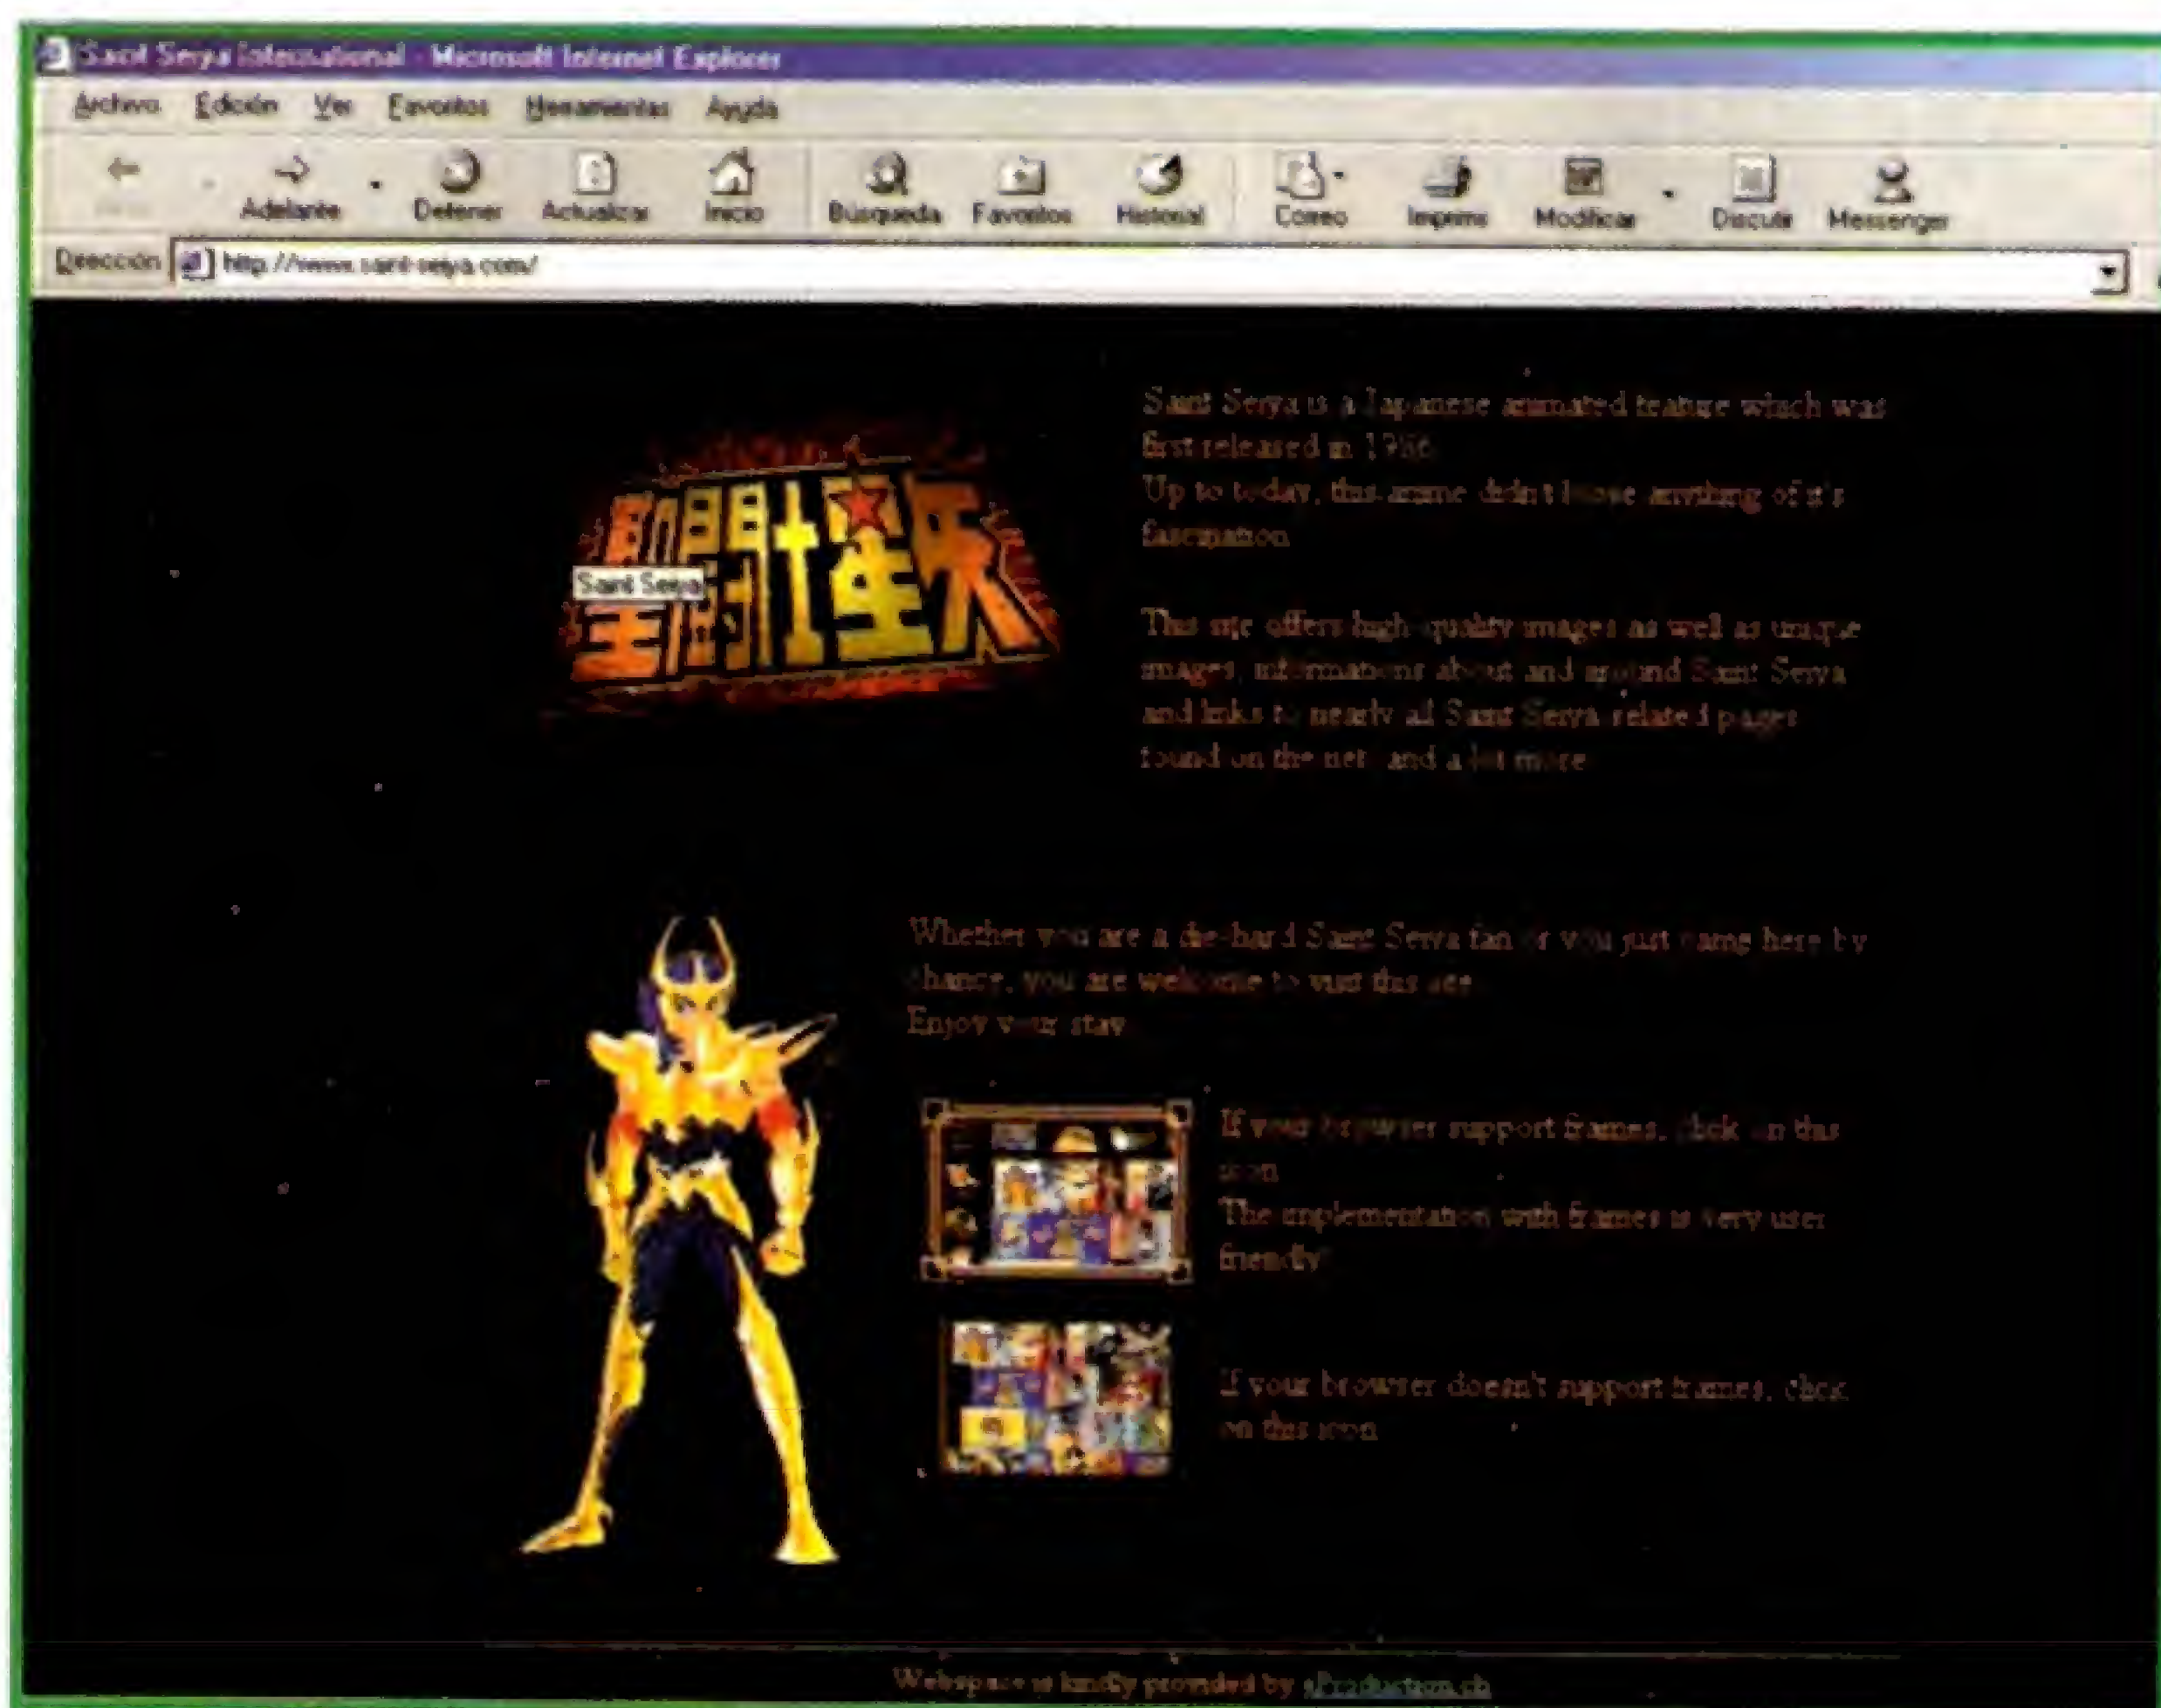 Saint Seiya International - Microsoft Internet Explorer
Archivo Edición Ver Favoritos Herramientas Ayuda
Adelante Detener Actualizar Inicio Búsqueda Favoritos Historial Correo Imprimir Modificar Discutir Messenger
Dirección http://www.saint-seiya.com/
Saint Seiya is a Japanese animated feature which was
first released in 1986
Up to today, this anime didn't loose anything of it's
fascination
聖闘士星矢
Saint Seiya
This site offers high quality images as well as unique
images, informations about and around Saint Seiya
and links to nearly all Saint Seiya related pages
found on the net and a lot more
Whether you are a die-hard Saint Seiya fan or you just came here by
chance, you are welcome to visit this site
Enjoy your stay
If your browser support frames, click on this
icon
The implementation with frames is very user
friendly
If your browser doesn't support frames, click
on this icon
Webspace is kindly provided by eProduction.ch